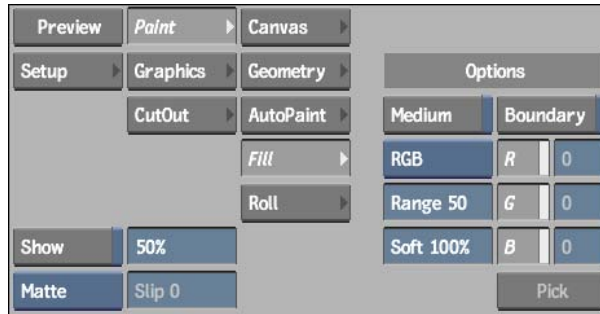 Preview Paint Canvas
Setup Graphics Geometry Options
CutOut AutoPaint Medium Boundary
Fill RGB R 0
Roll Range 50 G 0
Show 50% Soft 100% B 0
Matte Slip 0 Pick